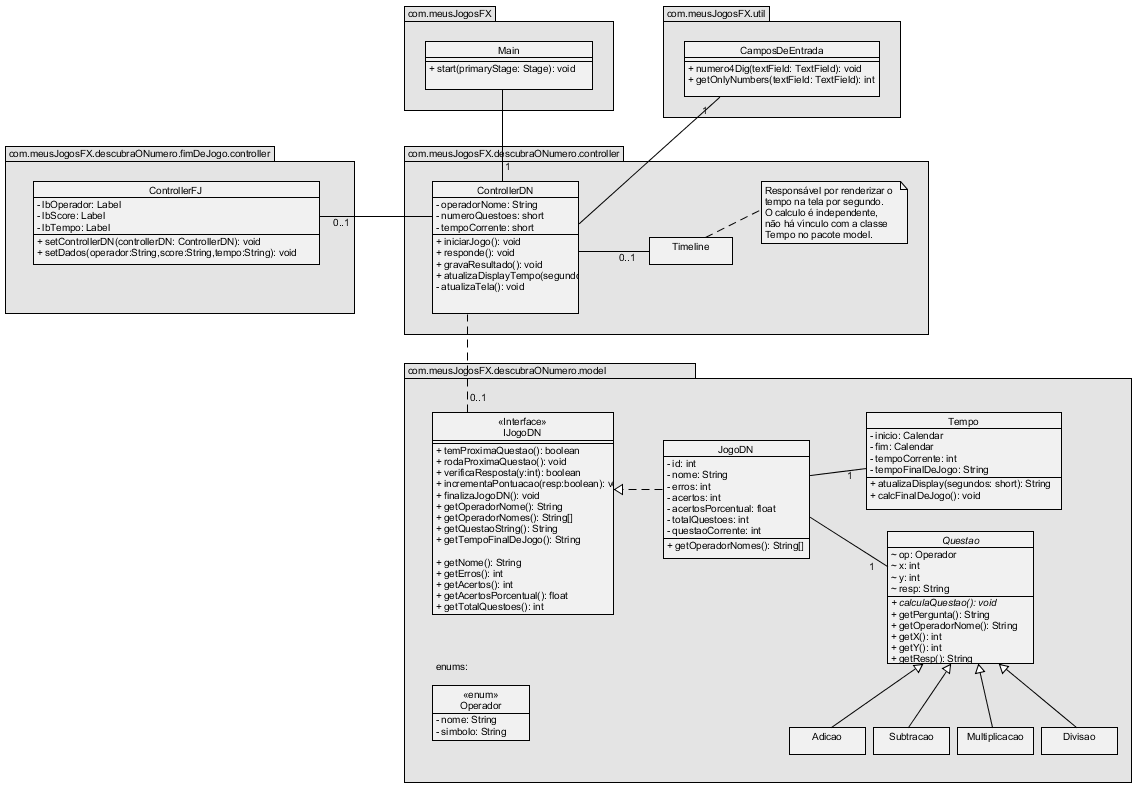 com.meusJogosFX
Main
+ start(primaryStage: Stage): void
com.meusJogosFX.util
CamposDeEntrada
+ numero4Dig(textField: TextField): void
+ getOnlyNumbers(textField: TextField): int
1
com.meusJogosFX.descubraONumero.fimDeJogo.controller
ControllerFJ
- lbOperador: Label
- lbScore: Label
- lbTempo: Label
+ setControllerDN(controllerDN: ControllerDN): void
+ setDados(operador:String,score:String,tempo:String): void
0..1
com.meusJogosFX.descubraONumero.controller
1
ControllerDN
- operadorNome: String
- numeroQuestoes: short
- tempoCorrente: short
+ iniciarJogo(): void
+ responde(): void
+ gravaResultado(): void
+ atualizaDisplayTempo(segund
- atualizaTela(): void
0..1
Timeline
Responsável por renderizar o
tempo na tela por segundo.
O calculo é independente,
não há vinculo com a classe
Tempo no pacote model.
com.meusJogosFX.descubraONumero.model
0..1
«Interface»
IJogoDN
+ temProximaQuestao(): boolean
+ rodaProximaQuestao(): void
+ verificaResposta(y:int): boolean
+ incrementaPontuacao(resp:boolean): v
+ finalizaJogoDN(): void
+ getOperadorNome(): String
+ getOperadorNomes(): String[]
+ getQuestaoString(): String
+ getTempoFinalDeJogo(): String
+ getNome(): String
+ getErros(): int
+ getAcertos(): int
+ getAcertosPorcentual(): float
+ getTotalQuestoes(): int
JogoDN
- id: int
- nome: String
- erros: int
- acertos: int
- acertosPorcentual: float
- totalQuestoes: int
- questaoCorrente: int
+ getOperadorNomes(): String[]
1
Tempo
- inicio: Calendar
- fim: Calendar
- tempoCorrente: int
- tempoFinalDeJogo: String
+ atualizaDisplay(segundos: short): String
+ calcFinalDeJogo(): void
1
Questao
~ op: Operador
~ x: int
~ y: int
~ resp: String
+ calculaQuestao(): void
+ getPergunta(): String
+ getOperadorNome(): String
+ getX(): int
+ getY(): int
+ getResp(): String
enums:
«enum»
Operador
- nome: String
- simbolo: String
Adicao
Subtracao
Multiplicacao
Divisao